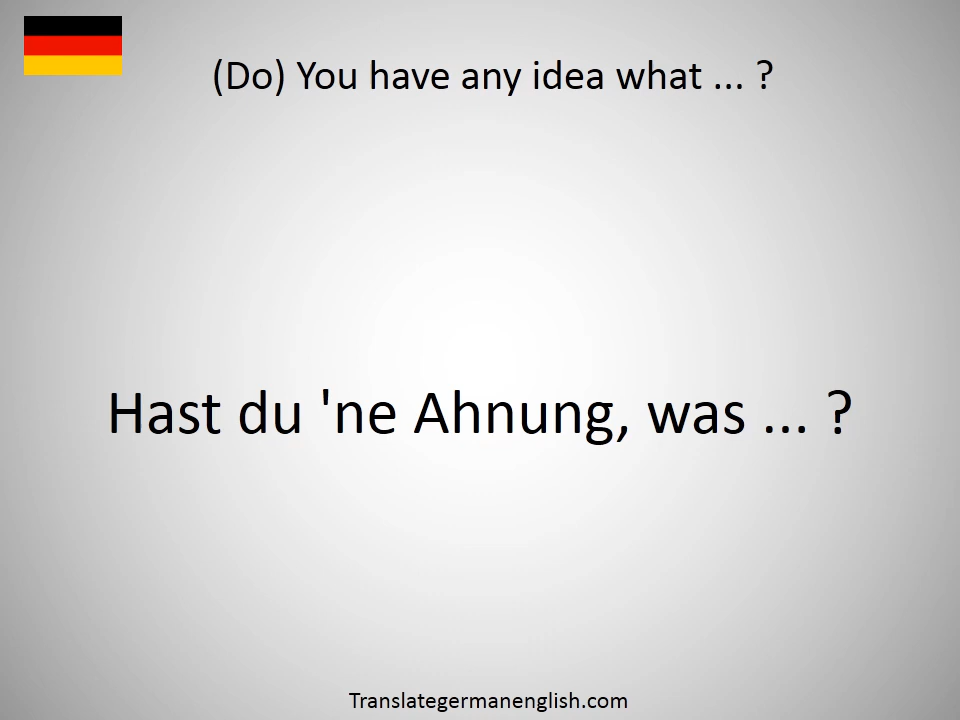 (Do) You have any idea what ... ?
Hast du 'ne Ahnung, was ... ?
Translategermanenglish.com